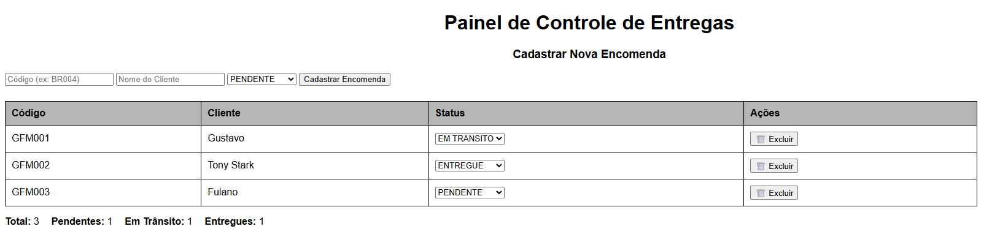 Painel de Controle de Entregas
Cadastrar Nova Encomenda
Código (ex: BR004) Nome do Cliente PENDENTE Cadastrar Encomenda
Código Cliente Status Ações
GFM001 Gustavo EM TRANSITO Excluir
GFM002 Tony Stark ENTREGUE Excluir
GFM003 Fulano PENDENTE Excluir
Total: 3 Pendentes: 1 Em Trânsito: 1 Entregues: 1